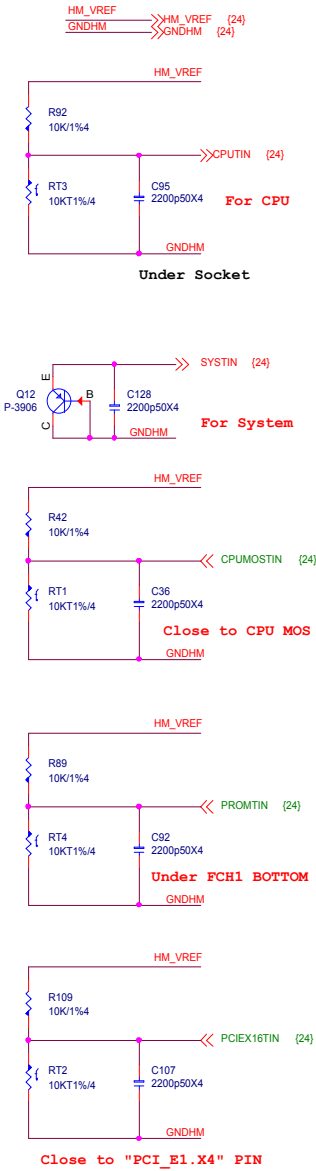 HM_VREF
HM_VREF {24}
GNDHM
GNDHM {24}
HM_VREF
R92
10K/1%4
CPUTIN {24}
RT3
10KT1%/4
C95
2200p50X4
For CPU
GNDHM
Under Socket
SYSTIN {24}
E
Q12
P-3906
B
C
C128
2200p50X4
For System
GNDHM
HM_VREF
R42
10K/1%4
CPUMOSTIN {24}
RT1
10KT1%/4
C36
2200p50X4
Close to CPU MOS
GNDHM
HM_VREF
R89
10K/1%4
PROMTIN {24}
RT4
10KT1%/4
C92
2200p50X4
Under FCH1 BOTTOM
GNDHM
HM_VREF
R109
10K/1%4
PCIEX16TIN {24}
RT2
10KT1%/4
C107
2200p50X4
GNDHM
Close to "PCI_E1.X4" PIN